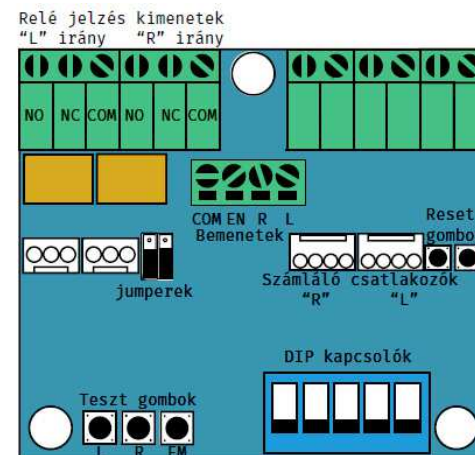 Relé jelzés kimenetek
“L” irány “R” irány
NO NC COM NO NC COM
COM EN R L
Bemenetek
Reset
gombo
jumperek
Számláló csatlakozók
“R” “L”
DIP kapcsolók
Teszt gombok
L R EM